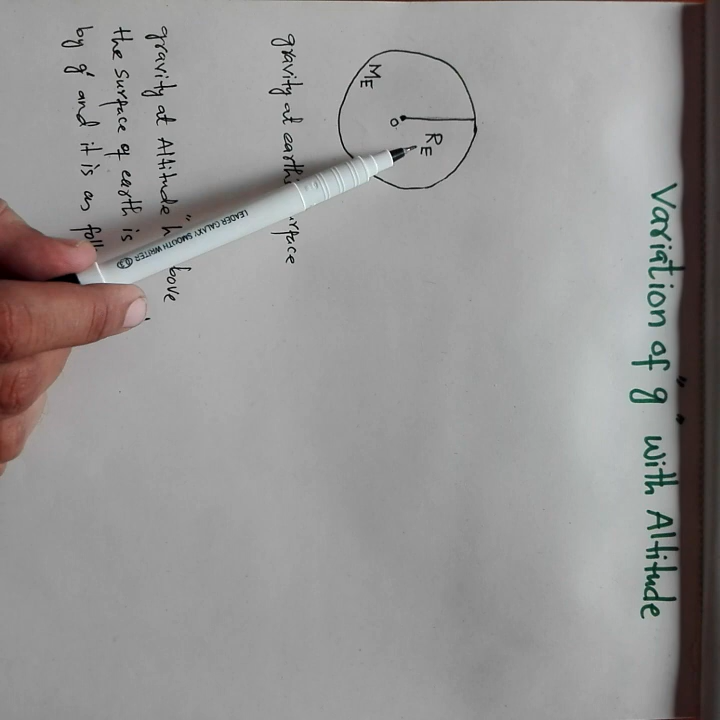 Variation of "g" with Altitude
ME
O
RE
gravity at earth's
gravity at Altitude "h
the surface of earth is
by g' and it is as
LEADER GALAXY SMOOTH WRITER